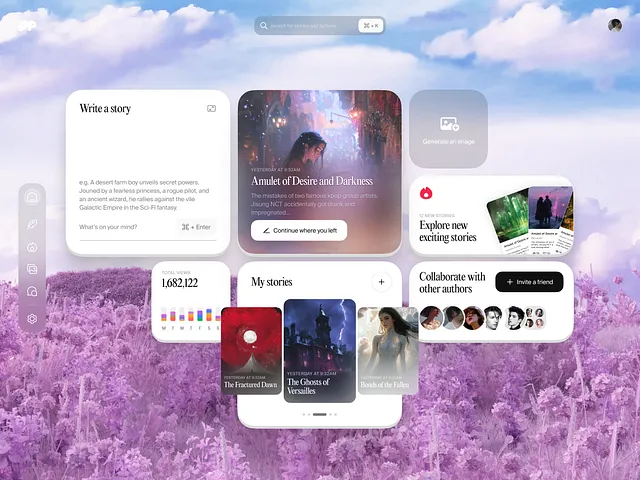 Search for stories and authors
⌘ + K
Write a story
e.g. A desert farm boy unveils secret powers.
Joined by a fearless princess, a rogue pilot, and
an ancient wizard, he rallies against the vile
Galactic Empire in the Sci-Fi fantasy.
What's on your mind?
⌘ + Enter
YESTERDAY AT 9:32AM
Amulet of Desire and Darkness
The mistakes of two famous kpop group artists.
Jisung NCT accidentally got drunk and
impregnated...
Continue where you left
Generate an image
12 NEW STORIES
Explore new
exciting stories
TOTAL VIEWS
1,682,122
M T W T F S S
My stories
+
YESTERDAY AT 9:32AM
The Fractured Dawn
YESTERDAY AT 9:32AM
The Ghosts of
Versailles
YESTERDAY AT 9:32AM
Bonds of the Fallen
Collaborate with
other authors
+ Invite a friend